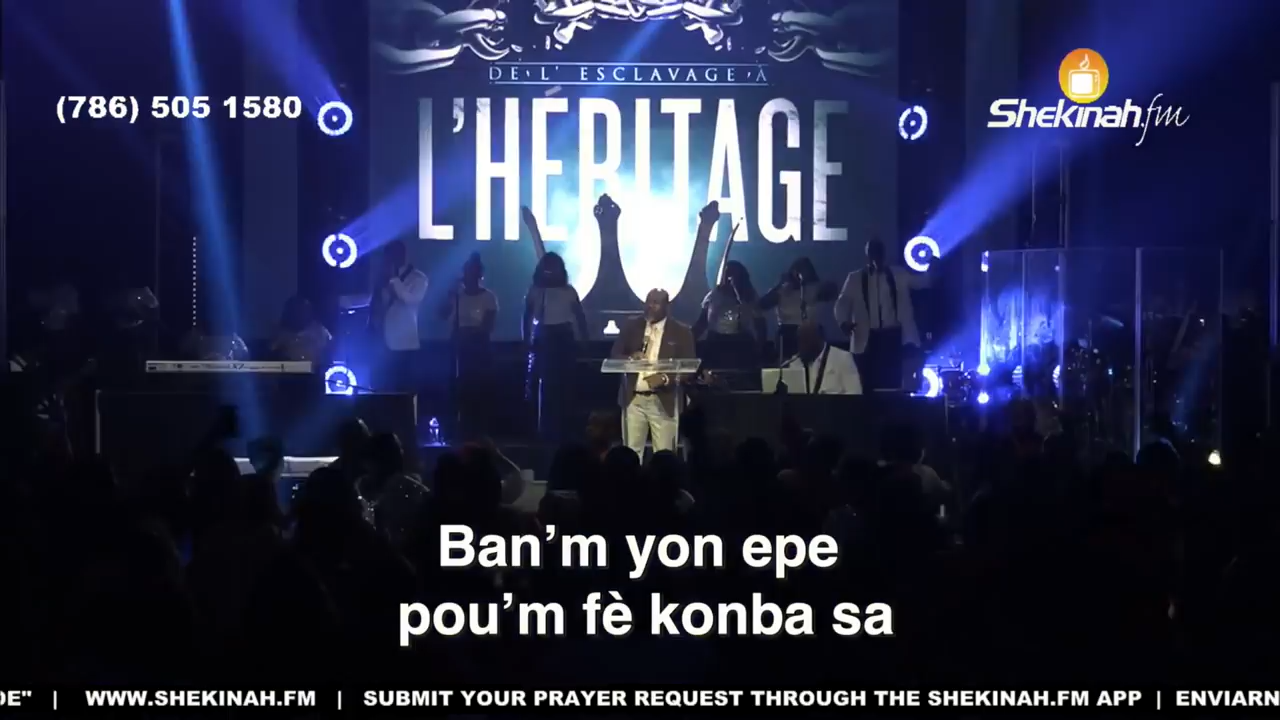 DE L' ESCLAVAGE À
(786) 505 1580
Shekinah.fm
L'HÉRITAGE
Ban'm yon epe
pou'm fè konba sa
DE" | WWW.SHEKINAH.FM | SUBMIT YOUR PRAYER REQUEST THROUGH THE SHEKINAH.FM APP | ENVIARN